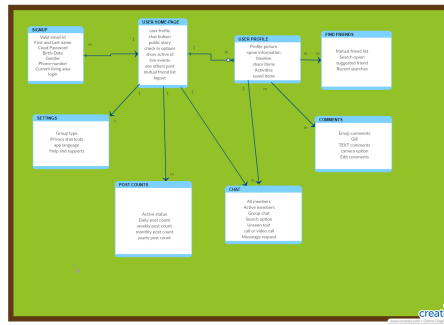 SIGNUP
Valid email id
First and Last name
Cload Password
Birth-Date
Gender
Phone-number
Current living area
login
USER HOME-PAGE
user frofile
chat button
public story
check in options
show active id
live events
see others post
mutual friend list
logout
USER PROFILE
Profile picture
some information
timeline
share items
Activities
saved items
FIND FRIENDS
Mutual friend list
Search option
suggested friend
Recent searches
SETTINGS
Group type
Privacy shortcuts
app language
Help and supports
COMMENTS
Emoji comments
Gif
TEXT comments
camera option
Edit comments
POST COUNTS
Active status
Daily post count
weekly post count
monthly post count
yearly post count
CHAT
All members
Active members
Group chat
Search option
Unseen text
call or video call
Message request
creat